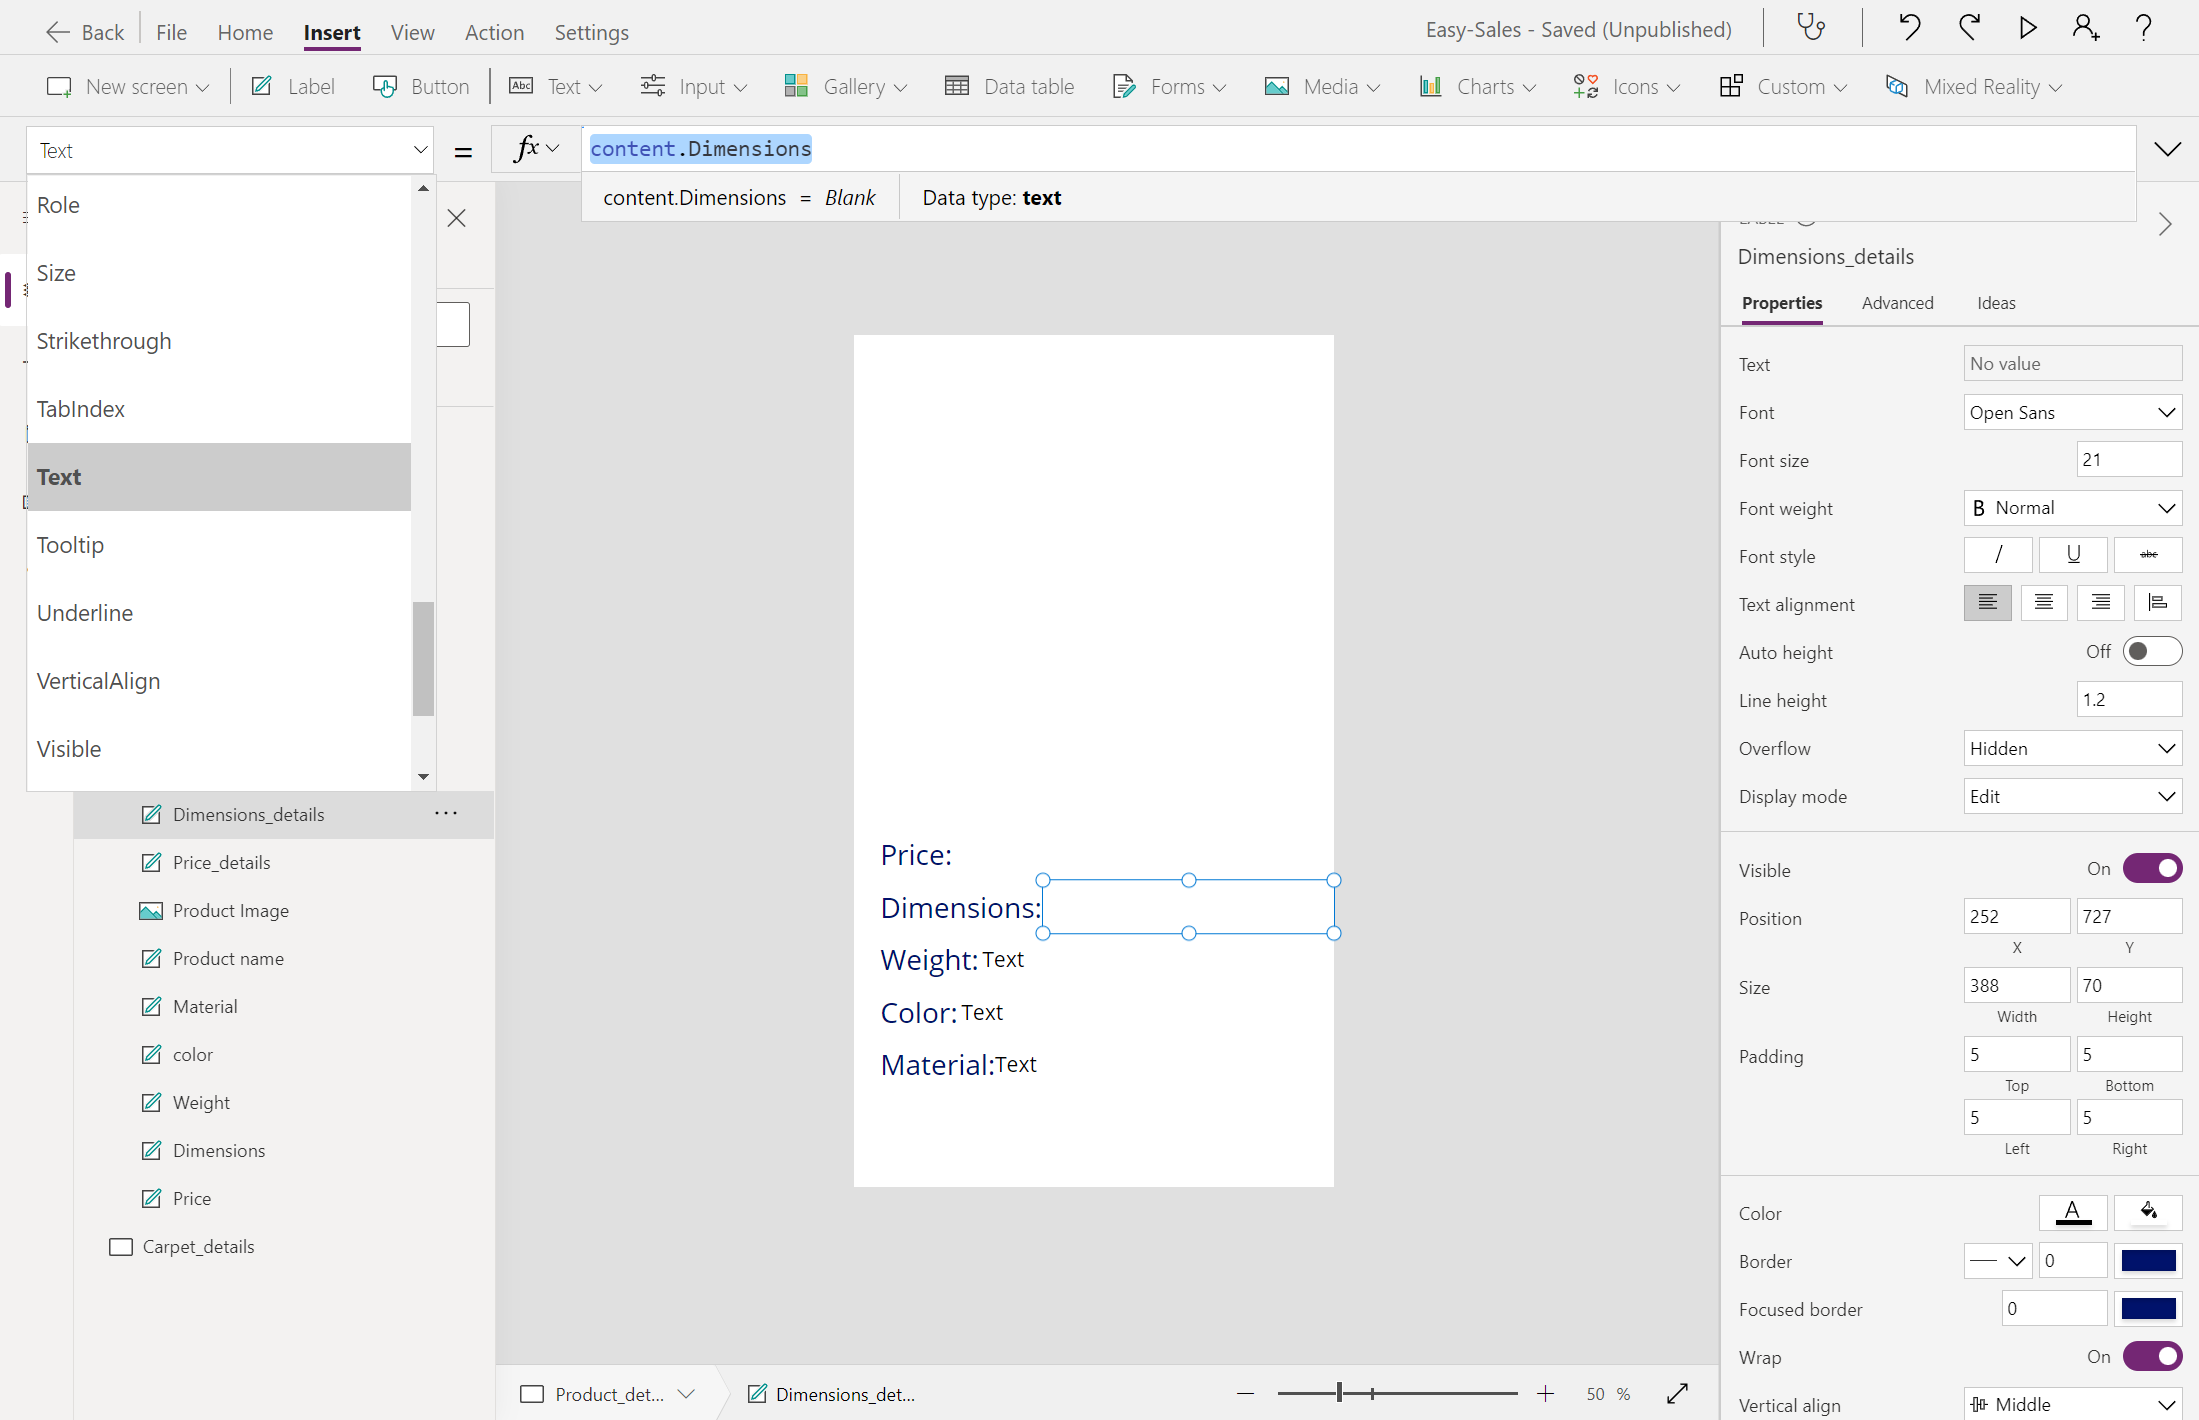 Back File Home Insert View Action Settings Easy-Sales - Saved (Unpublished)
New screen Label Button Abc Text Input Gallery Data table Forms Media Charts Icons Custom Mixed Reality
Text = fx content.Dimensions
content.Dimensions = Blank Data type: text
Role
Size
Strikethrough
TabIndex
Text
Tooltip
Underline
VerticalAlign
Visible
Dimensions_details
Price_details
Product Image
Product name
Material
color
Weight
Dimensions
Price
Carpet_details
Price:
Dimensions:
Weight: Text
Color: Text
Material: Text
Product_det...
Dimensions_det...
50 %
Dimensions_details
Properties Advanced Ideas
Text No value
Font Open Sans
Font size 21
Font weight B Normal
Font style / U abc
Text alignment
Auto height Off
Line height 1.2
Overflow Hidden
Display mode Edit
Visible On
Position 252 727
X Y
Size 388 70
Width Height
Padding 5 5
Top Bottom
5 5
Left Right
Color A
Border 0
Focused border 0
Wrap On
Vertical align Middle